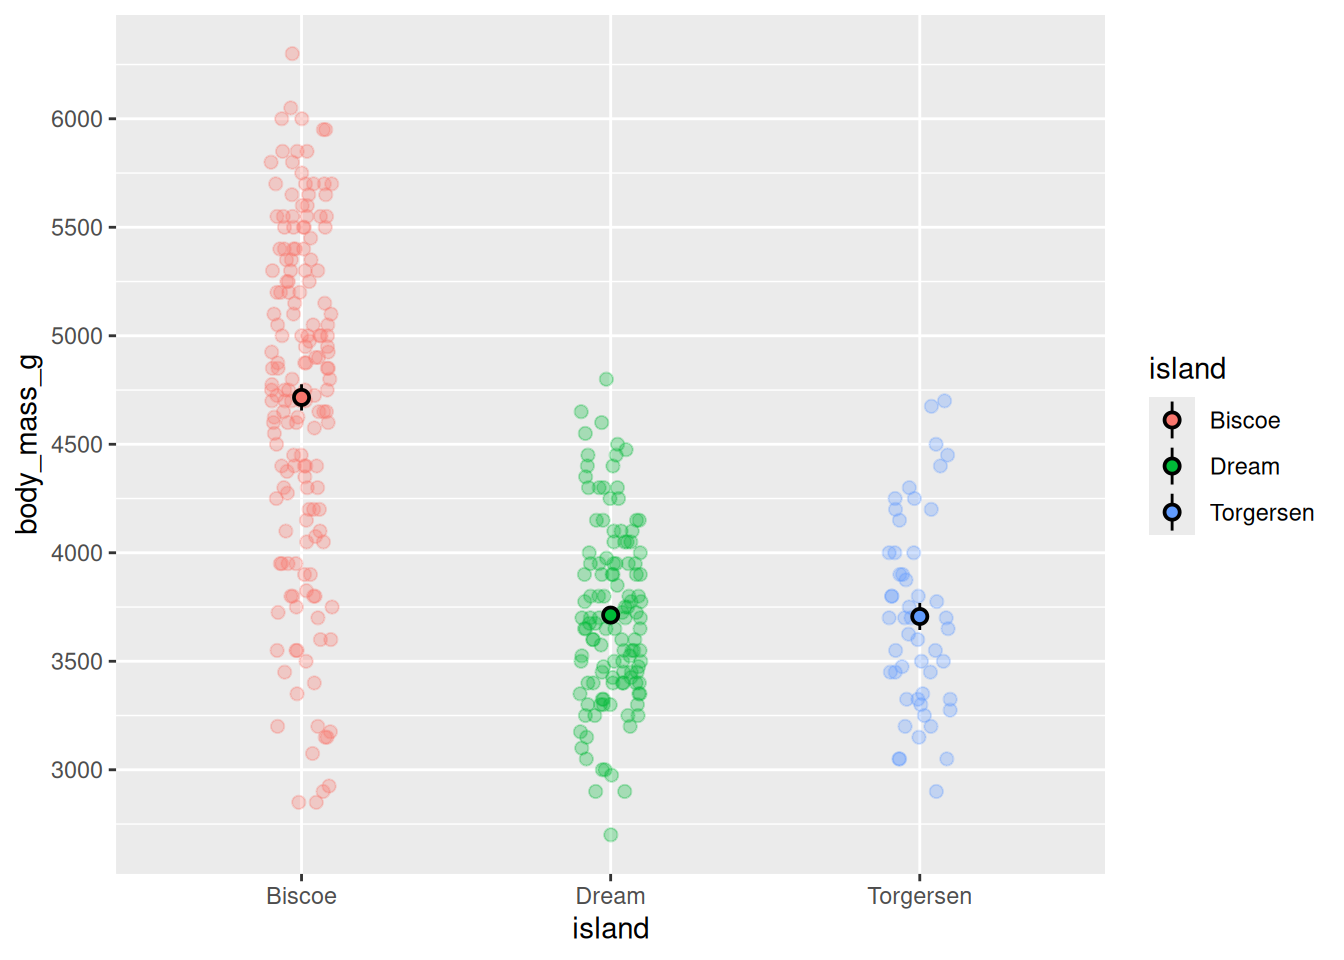 6000
5500
5000
4500
4000
3500
3000
body_mass_g
Biscoe
Dream
Torgersen
island
island
Biscoe
Dream
Torgersen